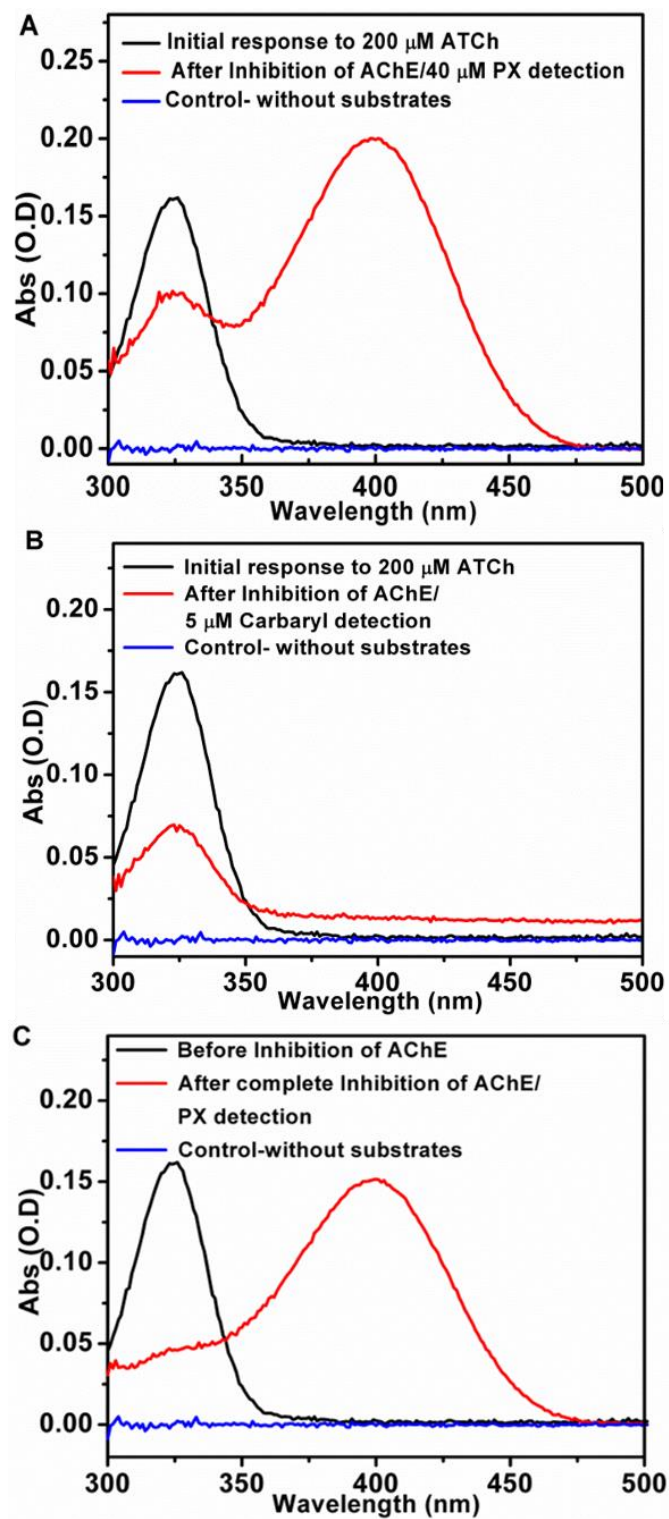 A
Initial response to 200 µM ATCh
After Inhibition of AChE/40 µM PX detection
Control- without substrates
0.25
0.20
0.15
0.10
0.05
0.00
Abs (O.D)
300 350 400 450 500
Wavelength (nm)
B
Initial response to 200 µM ATCh
After Inhibition of AChE/
5 µM Carbaryl detection
Control- without substrates
0.20
0.15
0.10
0.05
0.00
Abs (O.D)
300 350 400 450 500
Wavelength (nm)
C
Before Inhibition of AChE
After complete Inhibition of AChE/
PX detection
Control-without substrates
0.20
0.15
0.10
0.05
0.00
Abs (O.D)
300 350 400 450 500
Wavelength (nm)